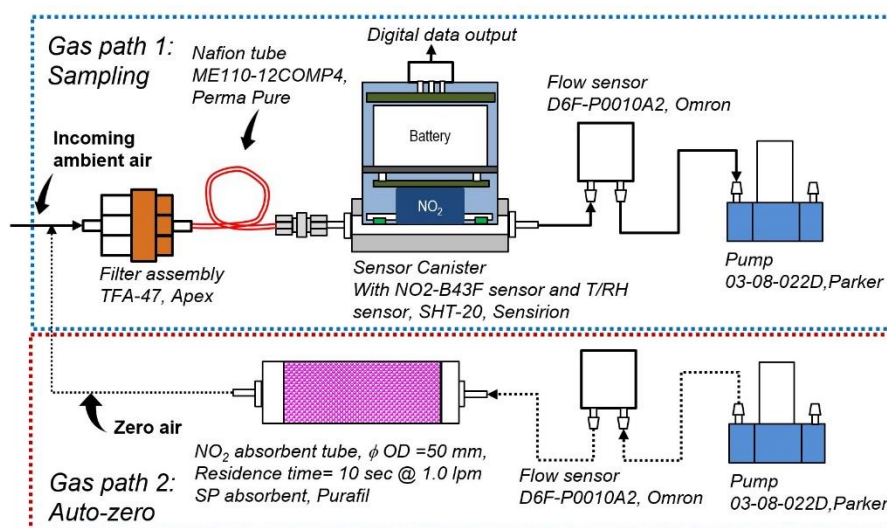 Gas path 1:
Sampling
Nafion tube
ME110-12COMP4,
Perma Pure
Digital data output
Flow sensor
D6F-P0010A2, Omron
Incoming
ambient air
Battery
NO₂
Filter assembly
TFA-47, Apex
Sensor Canister
With NO2-B43F sensor and T/RH
sensor, SHT-20, Sensirion
Pump
03-08-022D,Parker
Zero air
NO₂ absorbent tube, ϕ OD =50 mm,
Residence time= 10 sec @ 1.0 lpm
SP absorbent, Purafil
Flow sensor
D6F-P0010A2, Omron
Pump
03-08-022D,Parker
Gas path 2:
Auto-zero